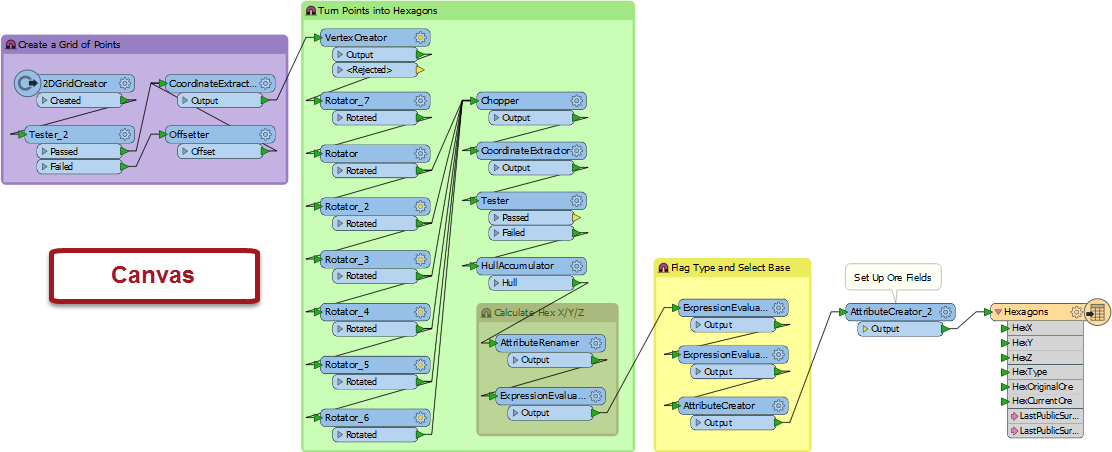 Create a Grid of Points
2DGridCreator
Created
Tester_2
Passed
Failed
CoordinateExtract...
Output
Offsetter
Offset
Canvas
Turn Points into Hexagons
VertexCreator
Output
<Rejected>
Rotator_7
Rotated
Rotator
Rotated
Rotator_2
Rotated
Rotator_3
Rotated
Rotator_4
Rotated
Rotator_5
Rotated
Rotator_6
Rotated
Chopper
Output
CoordinateExtractor
Output
Tester
Passed
Failed
HullAccumulator
Hull
Calculate Hex X/Y/Z
AttributeRenamer
Output
ExpressionEvalua...
Output
Flag Type and Select Base
ExpressionEvalua...
Output
ExpressionEvalua...
Output
AttributeCreator
Output
Set Up Ore Fields
AttributeCreator_2
Output
Hexagons
HexX
HexY
HexZ
HexType
HexOriginalOre
HexCurrentOre
LastPublicSur...
LastPublicSur...